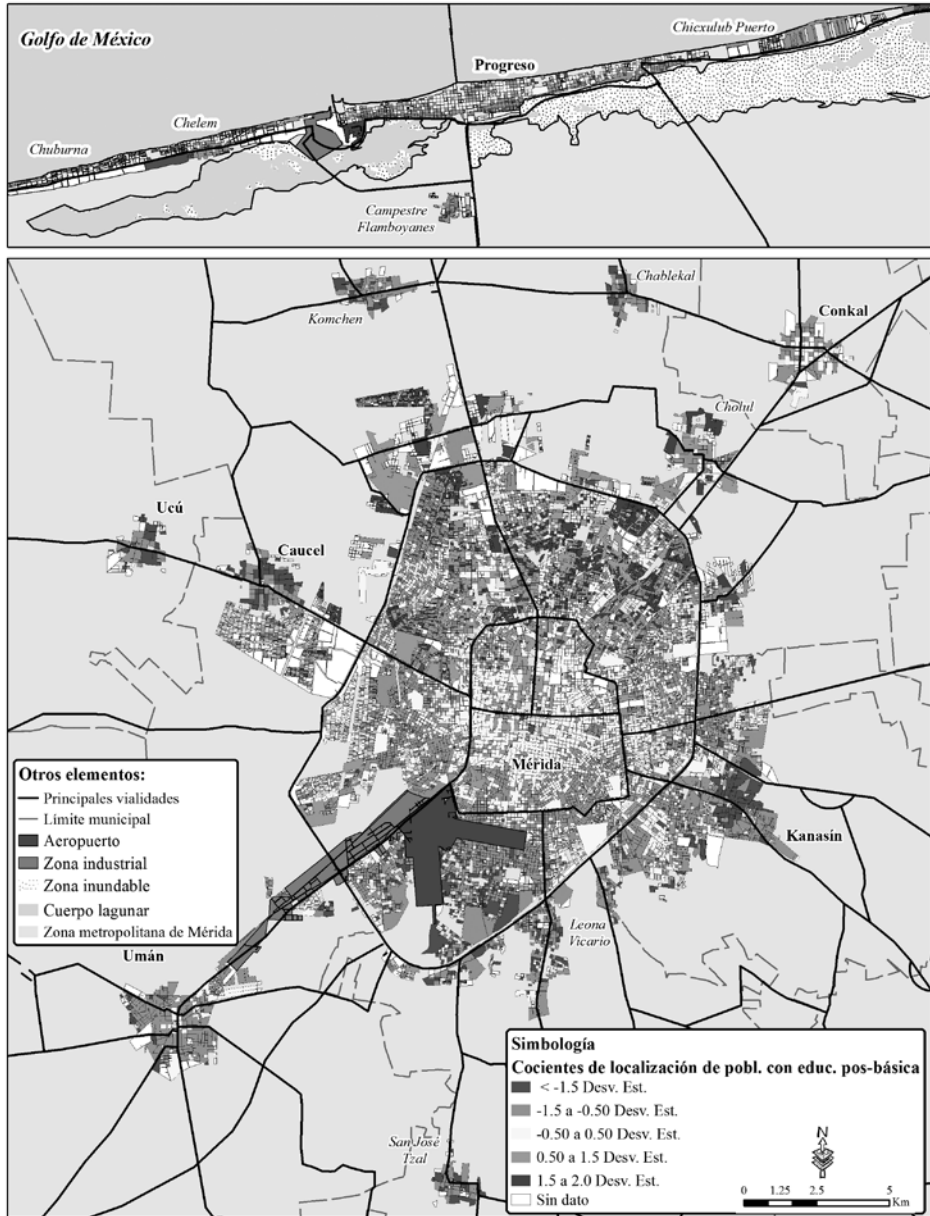 Golfo de México
Chicxulub Puerto
Progreso
Chelem
Chuburna
Campestre
Flamboyanes
Chablekal
Komchen
Conkal
Cholul
Ucú
Caucel
Mérida
Kanasín
Leona
Vicario
Umán
San José
Tzal
Otros elementos:
Principales vialidades
Limite municipal
Aeropuerto
Zona industrial
Zona inundable
Cuerpo lagunar
Zona metropolitana de Mérida
Simbología
Cocientes de localización de pobl. con educ. pos-básica
< -1.5 Desv. Est.
-1.5 a -0.50 Desv. Est.
-0.50 a 0.50 Desv. Est.
0.50 a 1.5 Desv. Est.
1.5 a 2.0 Desv. Est.
Sin dato
N
0 1.25 2.5 5
Km